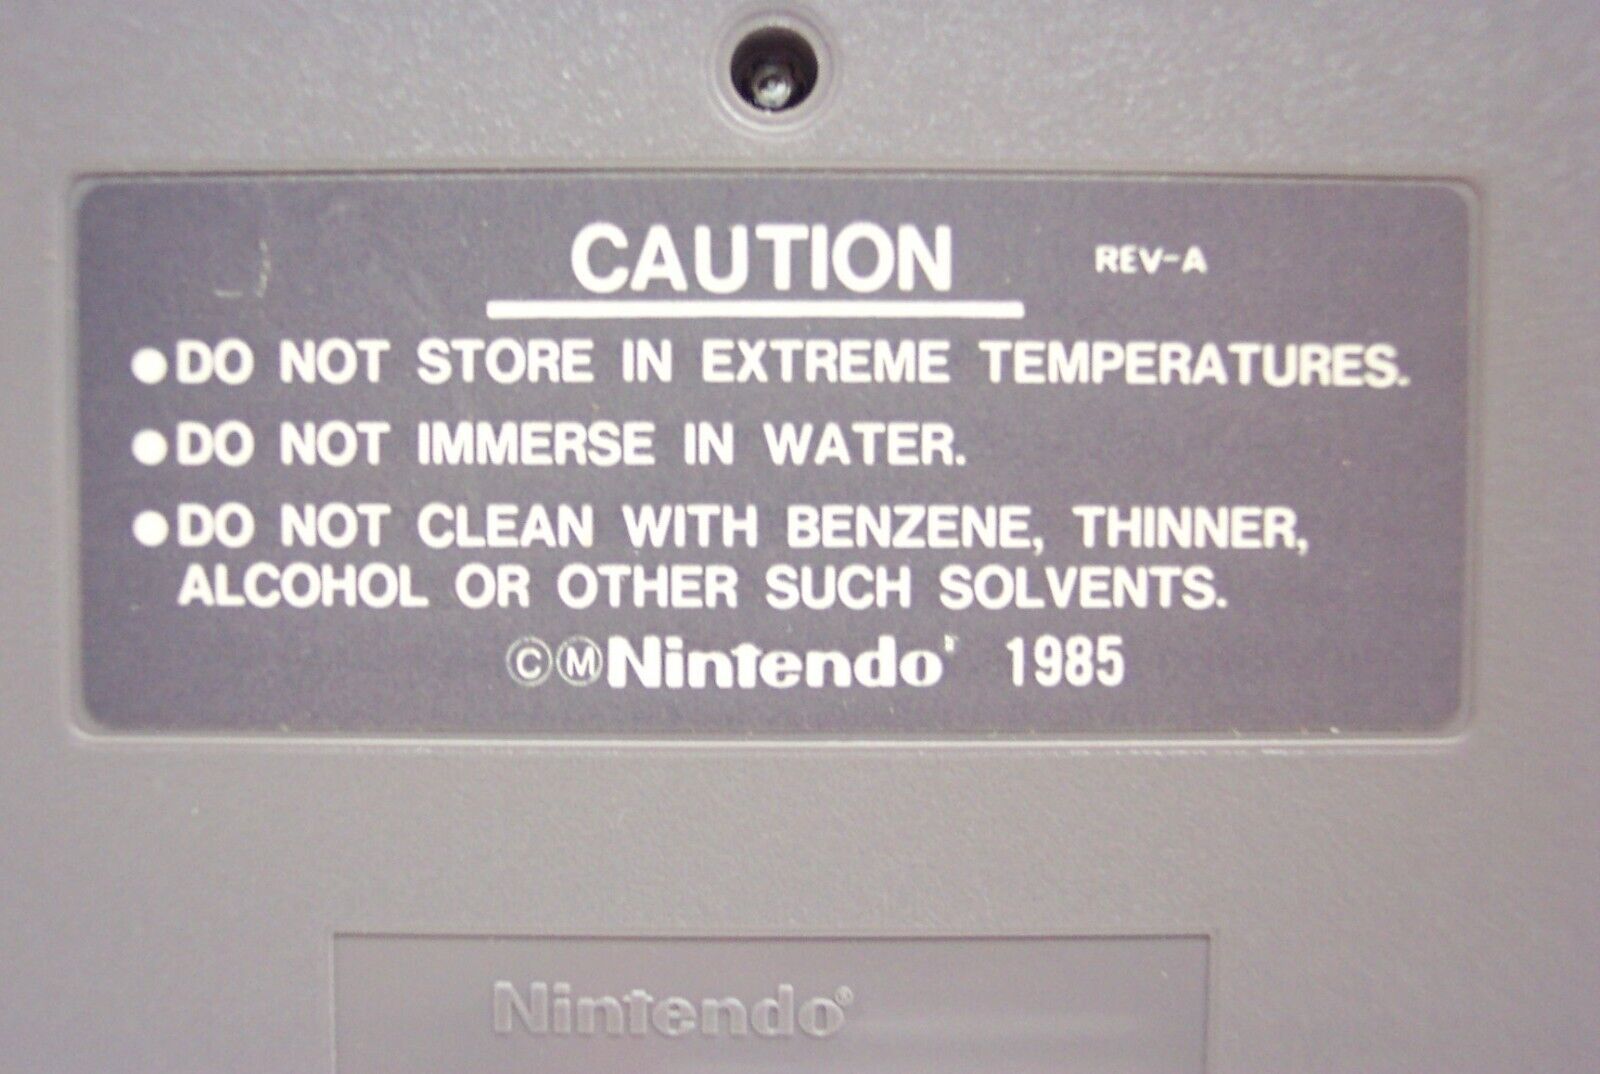 CAUTION REV-A
●DO NOT STORE IN EXTREME TEMPERATURES.
●DO NOT IMMERSE IN WATER.
●DO NOT CLEAN WITH BENZENE, THINNER,
ALCOHOL OR OTHER SUCH SOLVENTS.
©ⓂNintendo® 1985
Nintendo®